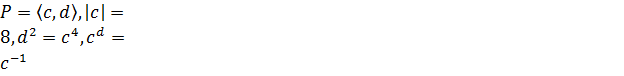 𝑃 = ⟨𝑐, 𝑑⟩, |𝑐| =
8, 𝑑² = 𝑐⁴, 𝑐ᵈ =
𝑐⁻¹